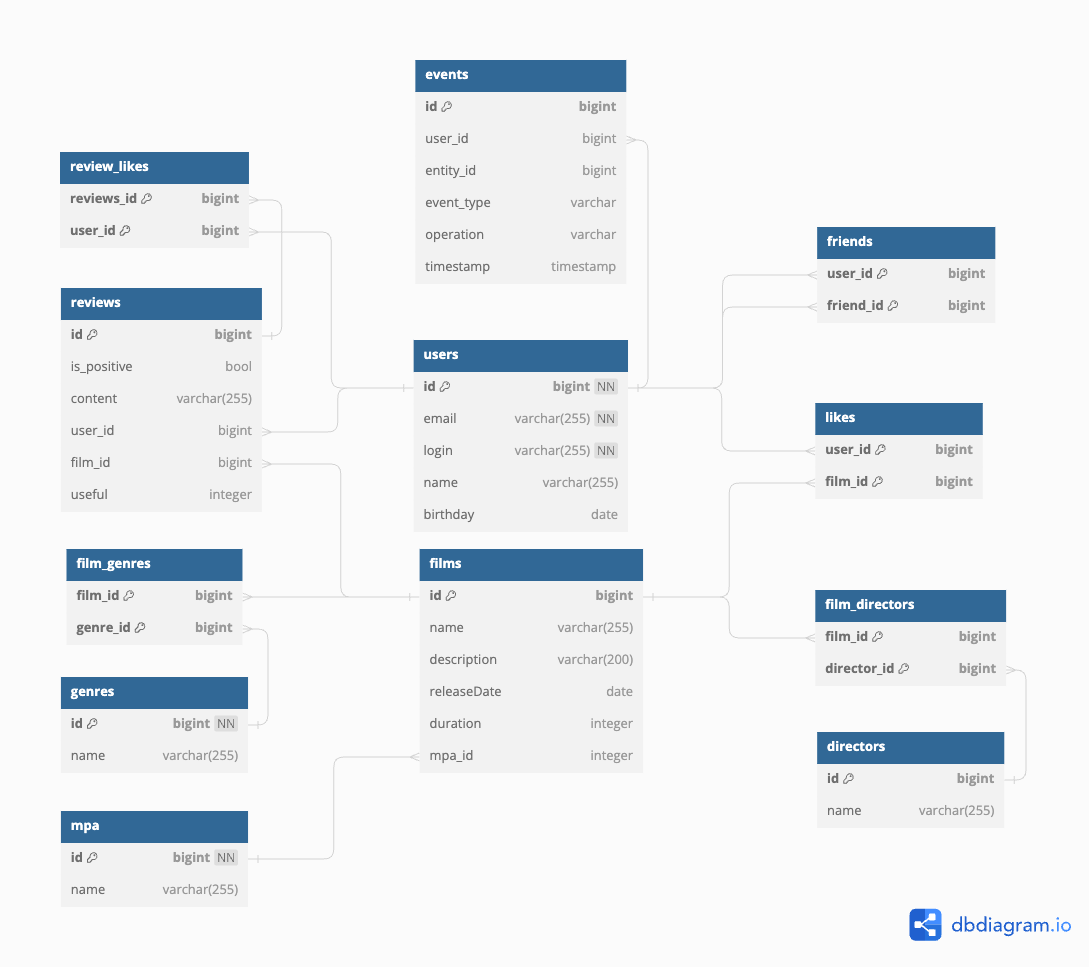 events
id bigint
user_id bigint
entity_id bigint
event_type varchar
operation varchar
timestamp timestamp
review_likes
reviews_id bigint
user_id bigint
reviews
id bigint
is_positive bool
content varchar(255)
user_id bigint
film_id bigint
useful integer
users
id bigint NN
email varchar(255) NN
login varchar(255) NN
name varchar(255)
birthday date
friends
user_id bigint
friend_id bigint
likes
user_id bigint
film_id bigint
film_genres
film_id bigint
genre_id bigint
films
id bigint
name varchar(255)
description varchar(200)
releaseDate date
duration integer
mpa_id integer
film_directors
film_id bigint
director_id bigint
genres
id bigint NN
name varchar(255)
directors
id bigint
name varchar(255)
mpa
id bigint NN
name varchar(255)
dbdiagram.io